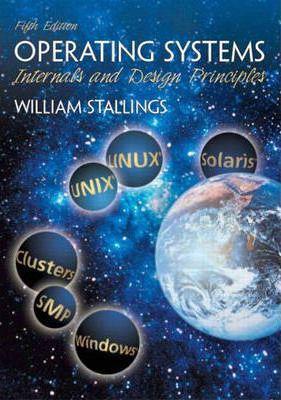 Fifth Edition
OPERATING SYSTEMS
Internals and Design Principles
WILLIAM STALLINGS
LINUX®
Solaris®
UNIX®
Clusters
SMP
Windows®